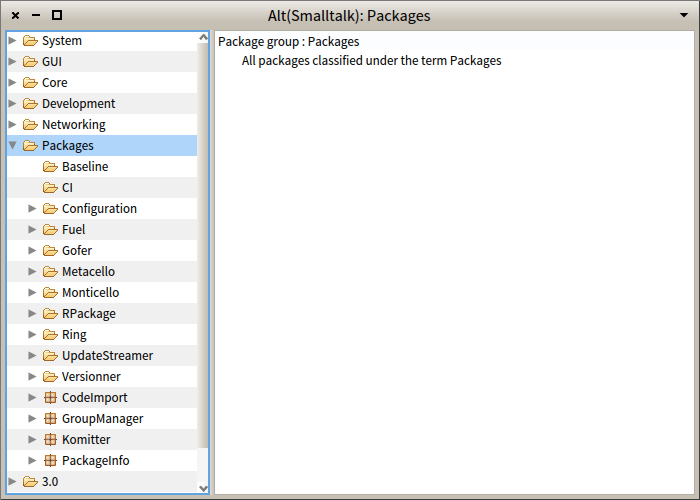 Alt(Smalltalk): Packages
System
GUI
Core
Development
Networking
Packages
Baseline
CI
Configuration
Fuel
Gofer
Metacello
Monticello
RPackage
Ring
UpdateStreamer
Versionner
CodeImport
GroupManager
Komitter
PackageInfo
3.0
Package group : Packages
All packages classified under the term Packages